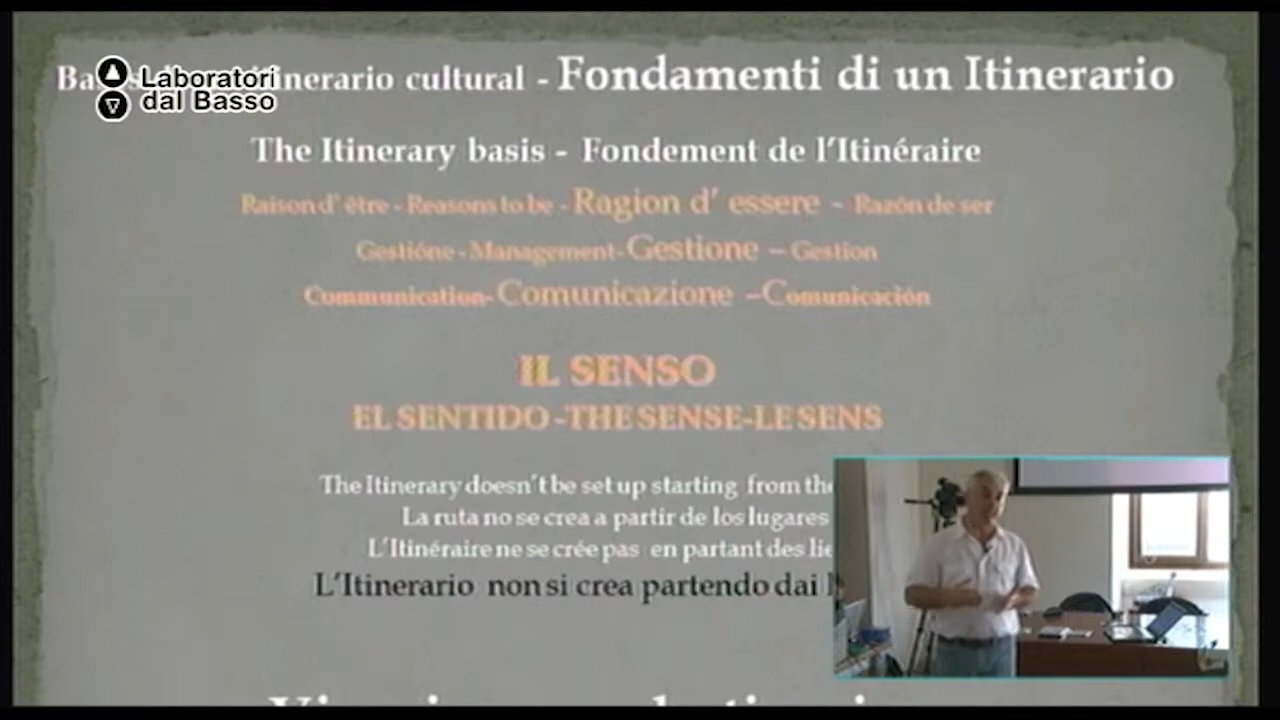 Laboratori
dal Basso
itinerario cultural - Fondamenti di un Itinerario
The Itinerary basis - Fondement de l'Itinéraire
Raison d' être - Reasons to be - Ragion d' essere - Razón de ser
Gestióne - Management - Gestione – Gestion
Communication- Comunicazione –Comunicación
IL SENSO
EL SENTIDO -THE SENSE-LE SENS
The Itinerary doesn't be set up starting from the
La ruta no se crea a partir de los lugares
L'Itinéraire ne se crée pas en partant des
L'Itinerario non si crea partendo dai